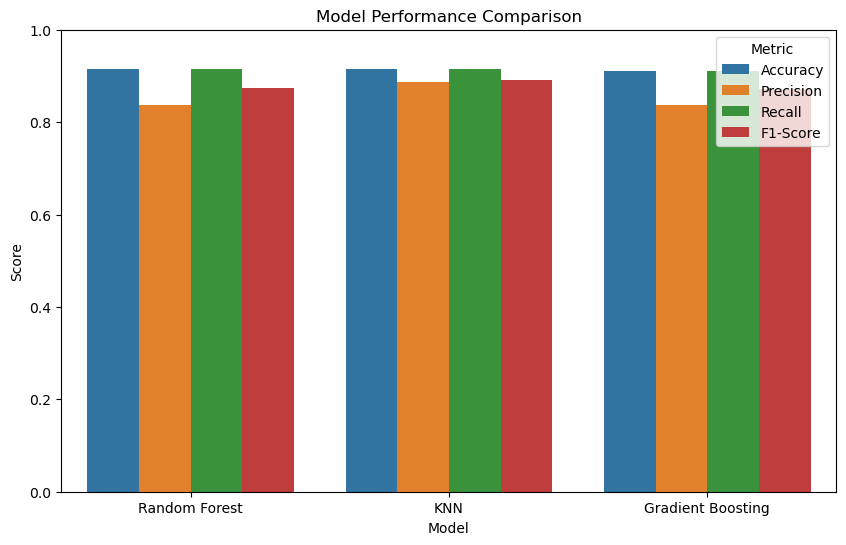 Model Performance Comparison
Score
1.0
0.8
0.6
0.4
0.2
0.0
Metric
Accuracy
Precision
Recall
F1-Score
Random Forest
KNN
Gradient Boosting
Model